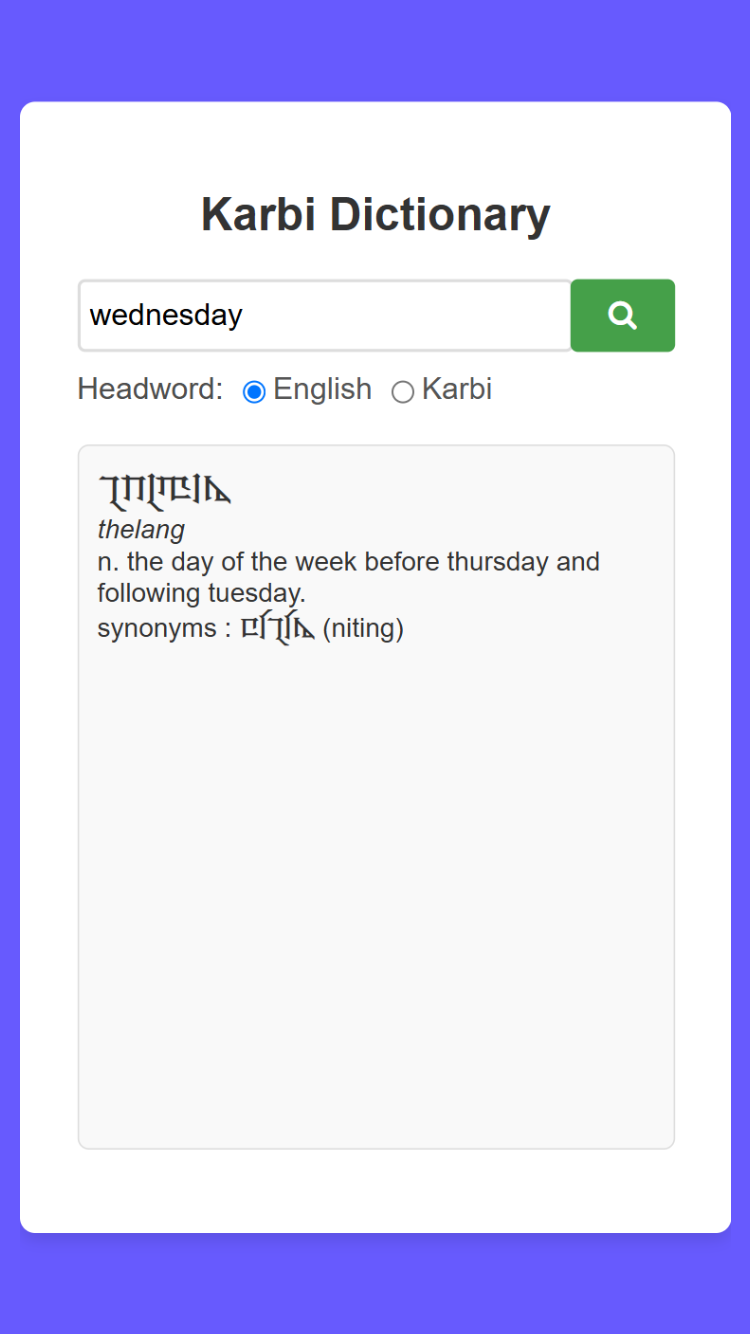 Karbi Dictionary
wednesday
Headword: English Karbi
thelang
n. the day of the week before thursday and
following tuesday.
synonyms : (niting)